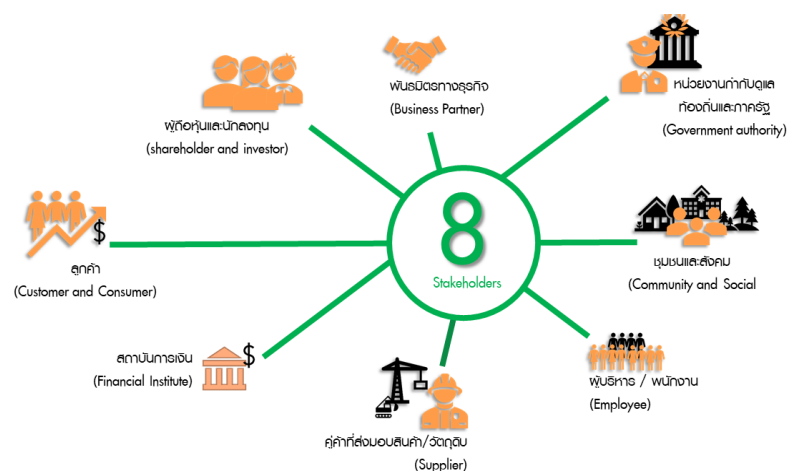 พันธมิตรทางธุรกิจ
(Business Partner)
หน่วยงานกำกับดูแล
ท้องถิ่นและภาครัฐ
(Government authority)
ผู้ถือหุ้นและนักลงทุน
(shareholder and investor)
8
Stakeholders
$
ลูกค้า
(Customer and Consumer)
ชุมชนและสังคม
(Community and Social
สถาบันการเงิน
(Financial Institute)
$
ผู้บริหาร / พนักงาน
(Employee)
คู่ค้าที่ส่งมอบสินค้า/วัตถุดิบ
(Supplier)